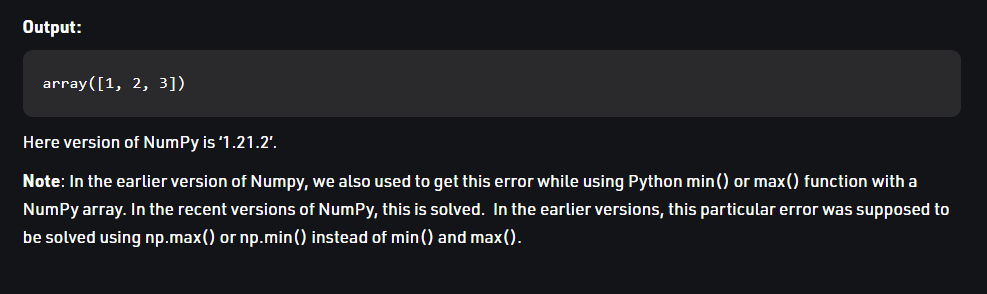 Output:
array([1, 2, 3])
Here version of NumPy is ‘1.21.2’.
Note: In the earlier version of Numpy, we also used to get this error while using Python min() or max() function with a
NumPy array. In the recent versions of NumPy, this is solved.  In the earlier versions, this particular error was supposed to
be solved using np.max() or np.min() instead of min() and max().